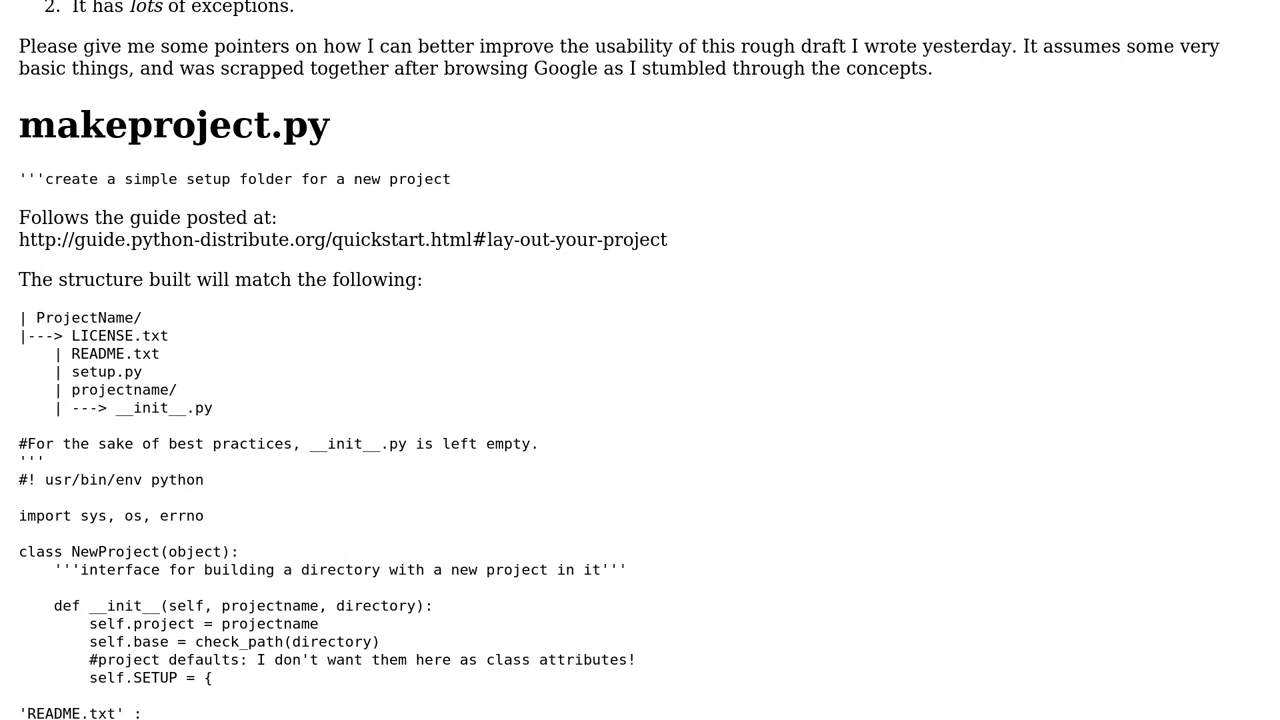 2. It has lots of exceptions.
Please give me some pointers on how I can better improve the usability of this rough draft I wrote yesterday. It assumes some very
basic things, and was scrapped together after browsing Google as I stumbled through the concepts.
makeproject.py
'''create a simple setup folder for a new project
Follows the guide posted at:
http://guide.python-distribute.org/quickstart.html#lay-out-your-project
The structure built will match the following:
| ProjectName/
|---> LICENSE.txt
    | README.txt
    | setup.py
    | projectname/
    | ---> __init__.py
#For the sake of best practices, __init__.py is left empty.
'''
#! usr/bin/env python
import sys, os, errno
class NewProject(object):
    '''interface for building a directory with a new project in it'''
    def __init__(self, projectname, directory):
        self.project = projectname
        self.base = check_path(directory)
        #project defaults: I don't want them here as class attributes!
        self.SETUP = {
'README.txt' :